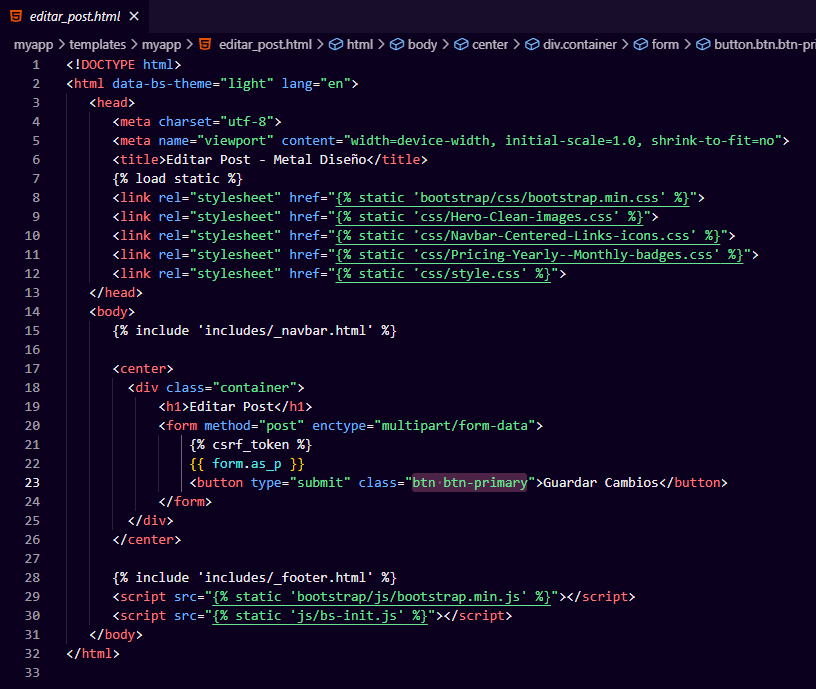 editar_post.html ×
myapp > templates > myapp > editar_post.html > html > body > center > div.container > form > button.btn.btn-pri
1 <!DOCTYPE html>
2 <html data-bs-theme="light" lang="en">
3 <head>
4 <meta charset="utf-8">
5 <meta name="viewport" content="width=device-width, initial-scale=1.0, shrink-to-fit=no">
6 <title>Editar Post - Metal Diseño</title>
7 {% load static %}
8 <link rel="stylesheet" href="{% static 'bootstrap/css/bootstrap.min.css' %}">
9 <link rel="stylesheet" href="{% static 'css/Hero-Clean-images.css' %}">
10 <link rel="stylesheet" href="{% static 'css/Navbar-Centered-Links-icons.css' %}">
11 <link rel="stylesheet" href="{% static 'css/Pricing-Yearly--Monthly-badges.css' %}">
12 <link rel="stylesheet" href="{% static 'css/style.css' %}">
13 </head>
14 <body>
15 {% include 'includes/_navbar.html' %}
16
17 <center>
18 <div class="container">
19 <h1>Editar Post</h1>
20 <form method="post" enctype="multipart/form-data">
21 {% csrf_token %}
22 {{ form.as_p }}
23 <button type="submit" class="btn btn-primary">Guardar Cambios</button>
24 </form>
25 </div>
26 </center>
27
28 {% include 'includes/_footer.html' %}
29 <script src="{% static 'bootstrap/js/bootstrap.min.js' %}"></script>
30 <script src="{% static 'js/bs-init.js' %}"></script>
31 </body>
32 </html>
33